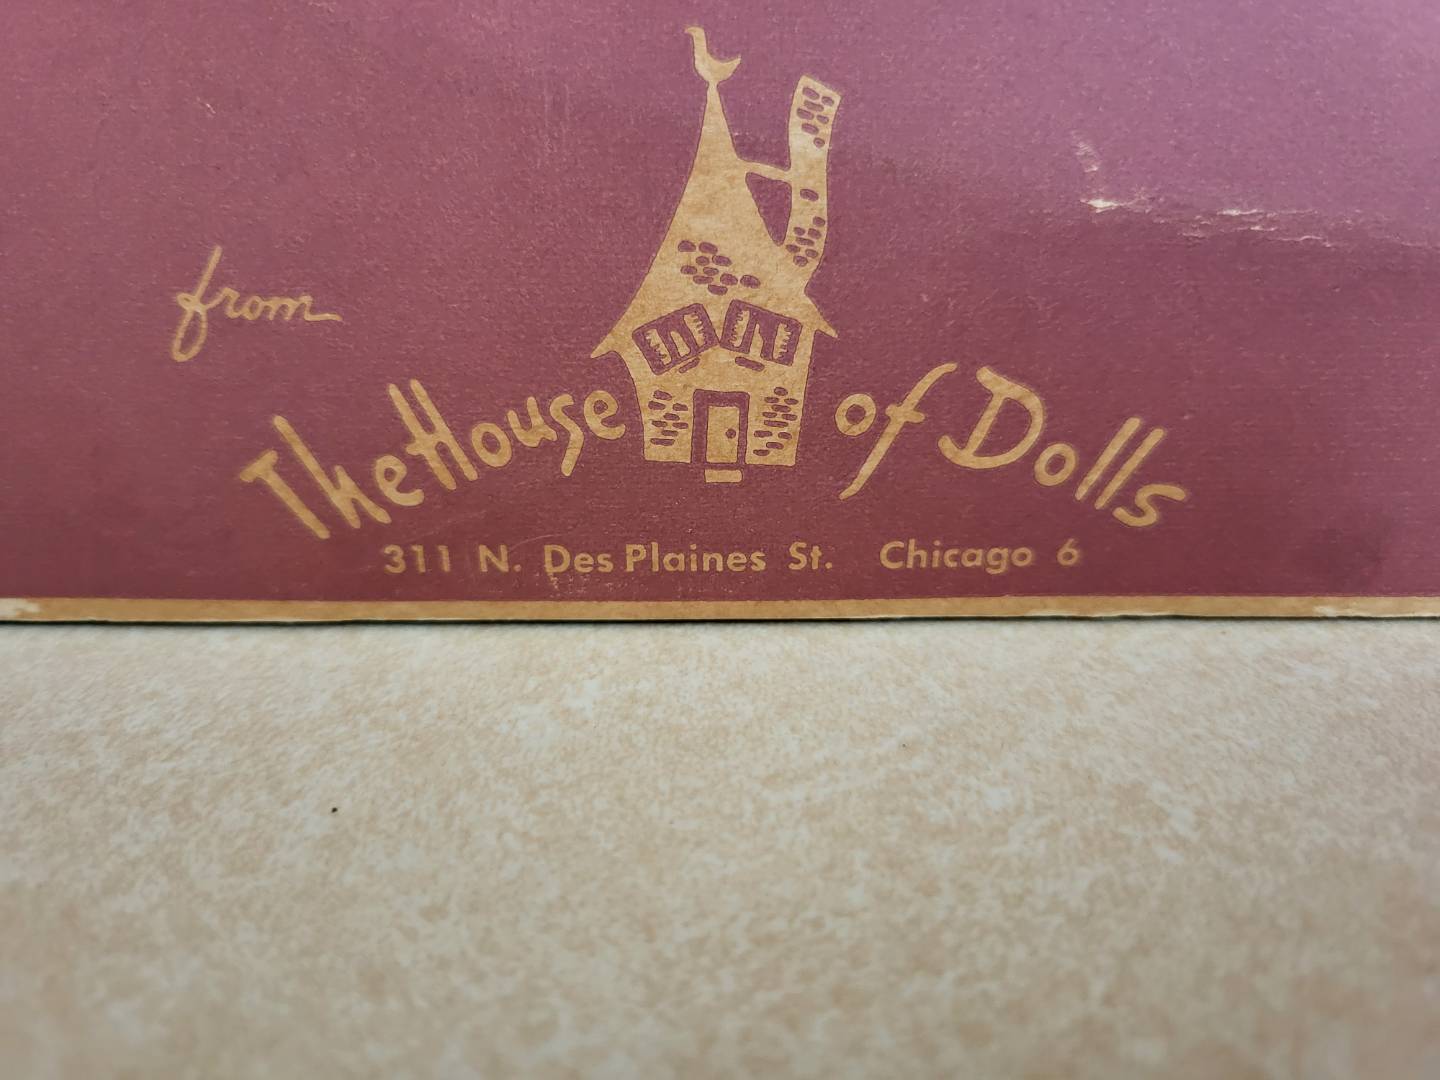 from
The House of Dolls
311 N. Des Plaines St. Chicago 6